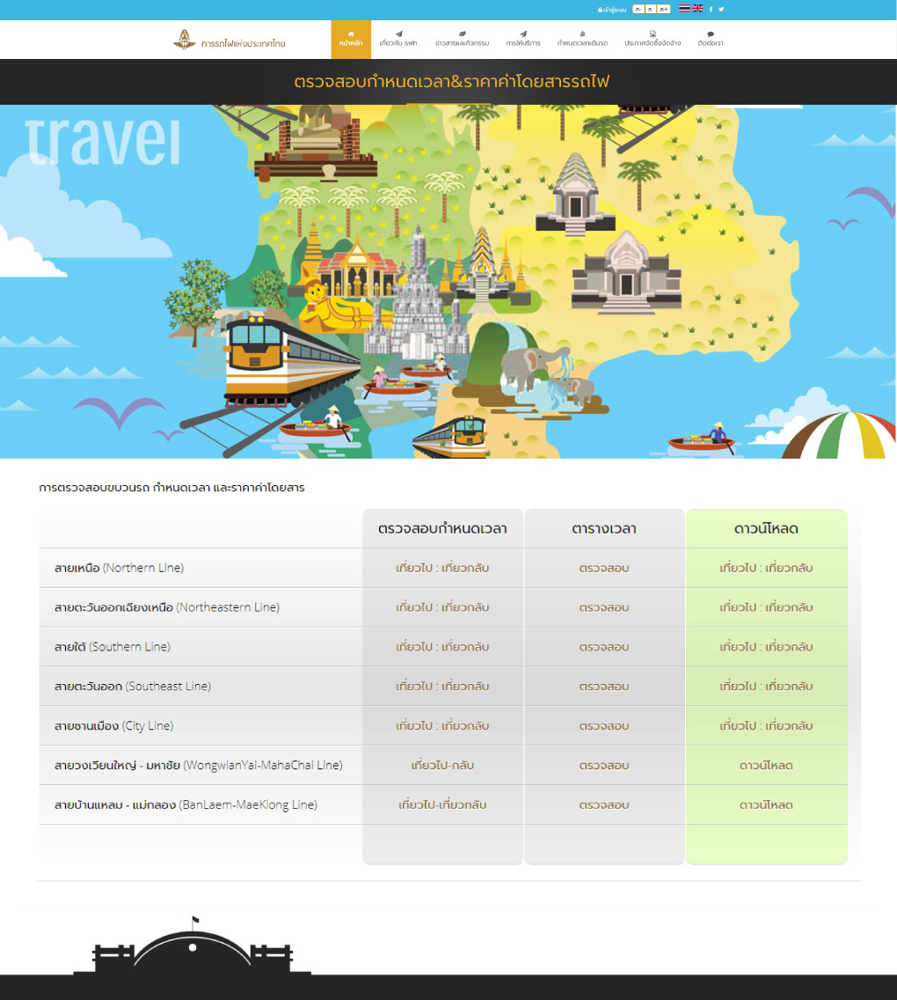 เข้าสู่ระบบ ก- ก ก+
การรถไฟแห่งประเทศไทย
หน้าหลัก เกี่ยวกับ รฟท ข่าวสารและกิจกรรม การให้บริการ กำหนดเวลาเดินรถ ประกาศจัดซื้อจัดจ้าง ติดต่อเรา
ตรวจสอบกำหนดเวลา&ราคาค่าโดยสารรถไฟ
travel
การตรวจสอบขบวนรถ กำหนดเวลา และราคาค่าโดยสาร
ตรวจสอบกำหนดเวลา ตารางเวลา ดาวน์โหลด
สายเหนือ (Northern Line) เที่ยวไป : เที่ยวกลับ ตรวจสอบ เที่ยวไป : เที่ยวกลับ
สายตะวันออกเฉียงเหนือ (Northeastern Line) เที่ยวไป : เที่ยวกลับ ตรวจสอบ เที่ยวไป : เที่ยวกลับ
สายใต้ (Southern Line) เที่ยวไป : เที่ยวกลับ ตรวจสอบ เที่ยวไป : เที่ยวกลับ
สายตะวันออก (Southeast Line) เที่ยวไป : เที่ยวกลับ ตรวจสอบ เที่ยวไป : เที่ยวกลับ
สายชานเมือง (City Line) เที่ยวไป : เที่ยวกลับ ตรวจสอบ เที่ยวไป : เที่ยวกลับ
สายวงเวียนใหญ่ - มหาชัย (WongwianYai-MahaChai Line) เที่ยวไป-กลับ ตรวจสอบ ดาวน์โหลด
สายบ้านแหลม - แม่กลอง (BanLaem-MaeKlong Line) เที่ยวไป-เที่ยวกลับ ตรวจสอบ ดาวน์โหลด